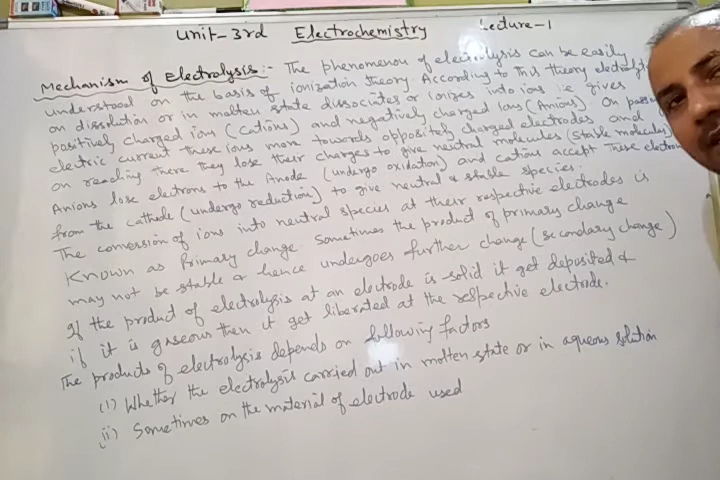 Unit-3rd Electrochemistry Lecture-1
Mechanism of Electrolysis:- The phenomenon of electrolysis can be easily
understood on the basis of ionization theory. According to this theory electrolytes
on dissolution or in molten state dissociates or ionizes into ions i.e gives
positively charged ions (Cations) and negatively charged ions (Anions). On passing
electric current these ions move towards oppositely charged electrodes and
on reaching there they lose their charges to give neutral molecules (stable molecules)
Anions lose electrons to the Anode (undergo oxidation) and cations accept these electrons
from the cathode (undergo reduction) to give neutral & stable species.
The conversion of ions into neutral species at their respective electrodes is
Known as Primary change. Sometimes the product of primary change
may not be stable & hence undergoes further change (secondary change)
If the product of electrolysis at an electrode is solid it get deposited &
if it is gaseous then it get liberated at the respective electrode.
The products of electrolysis depends on following factors
(i) Whether the electrolysis carried out in molten state or in aqueous solution
(ii) Sometimes on the material of electrode used